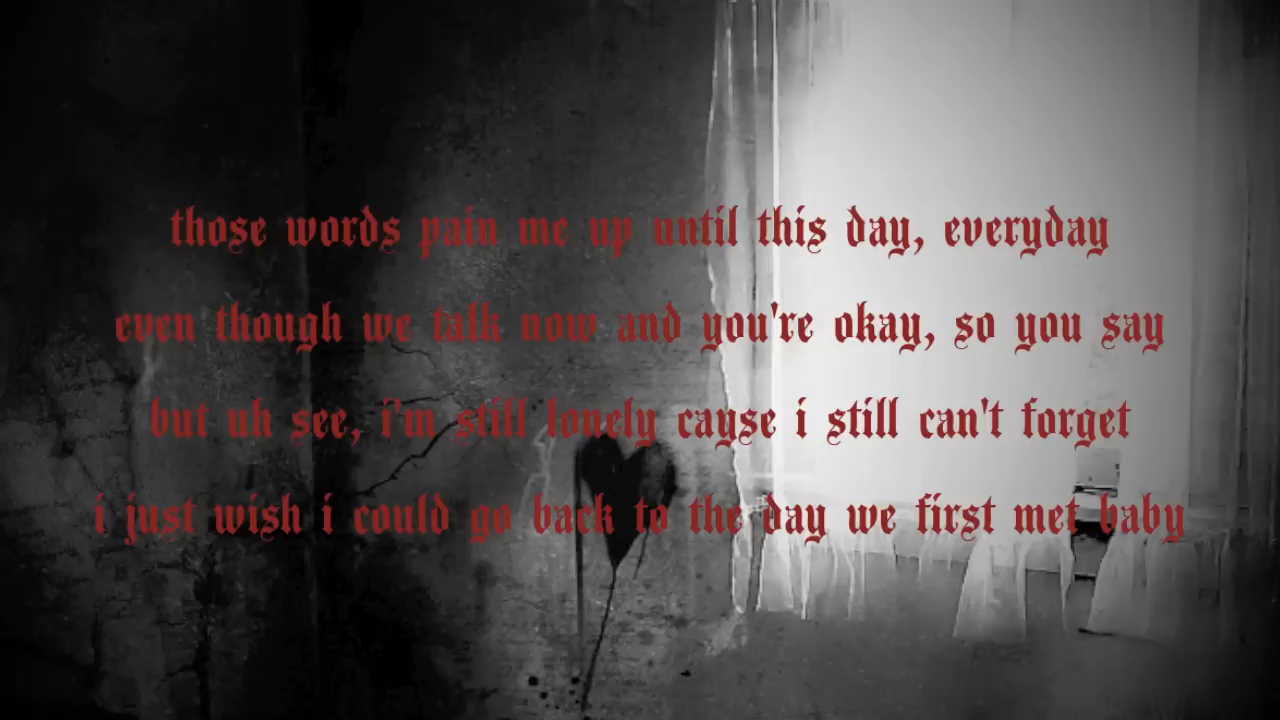 those words pain me up until this day, everyday
even though we talk now and you're okay, so you say
but uh see, i'm still lonely cayse i still can't forget
i just wish i could go back to the day we first met baby